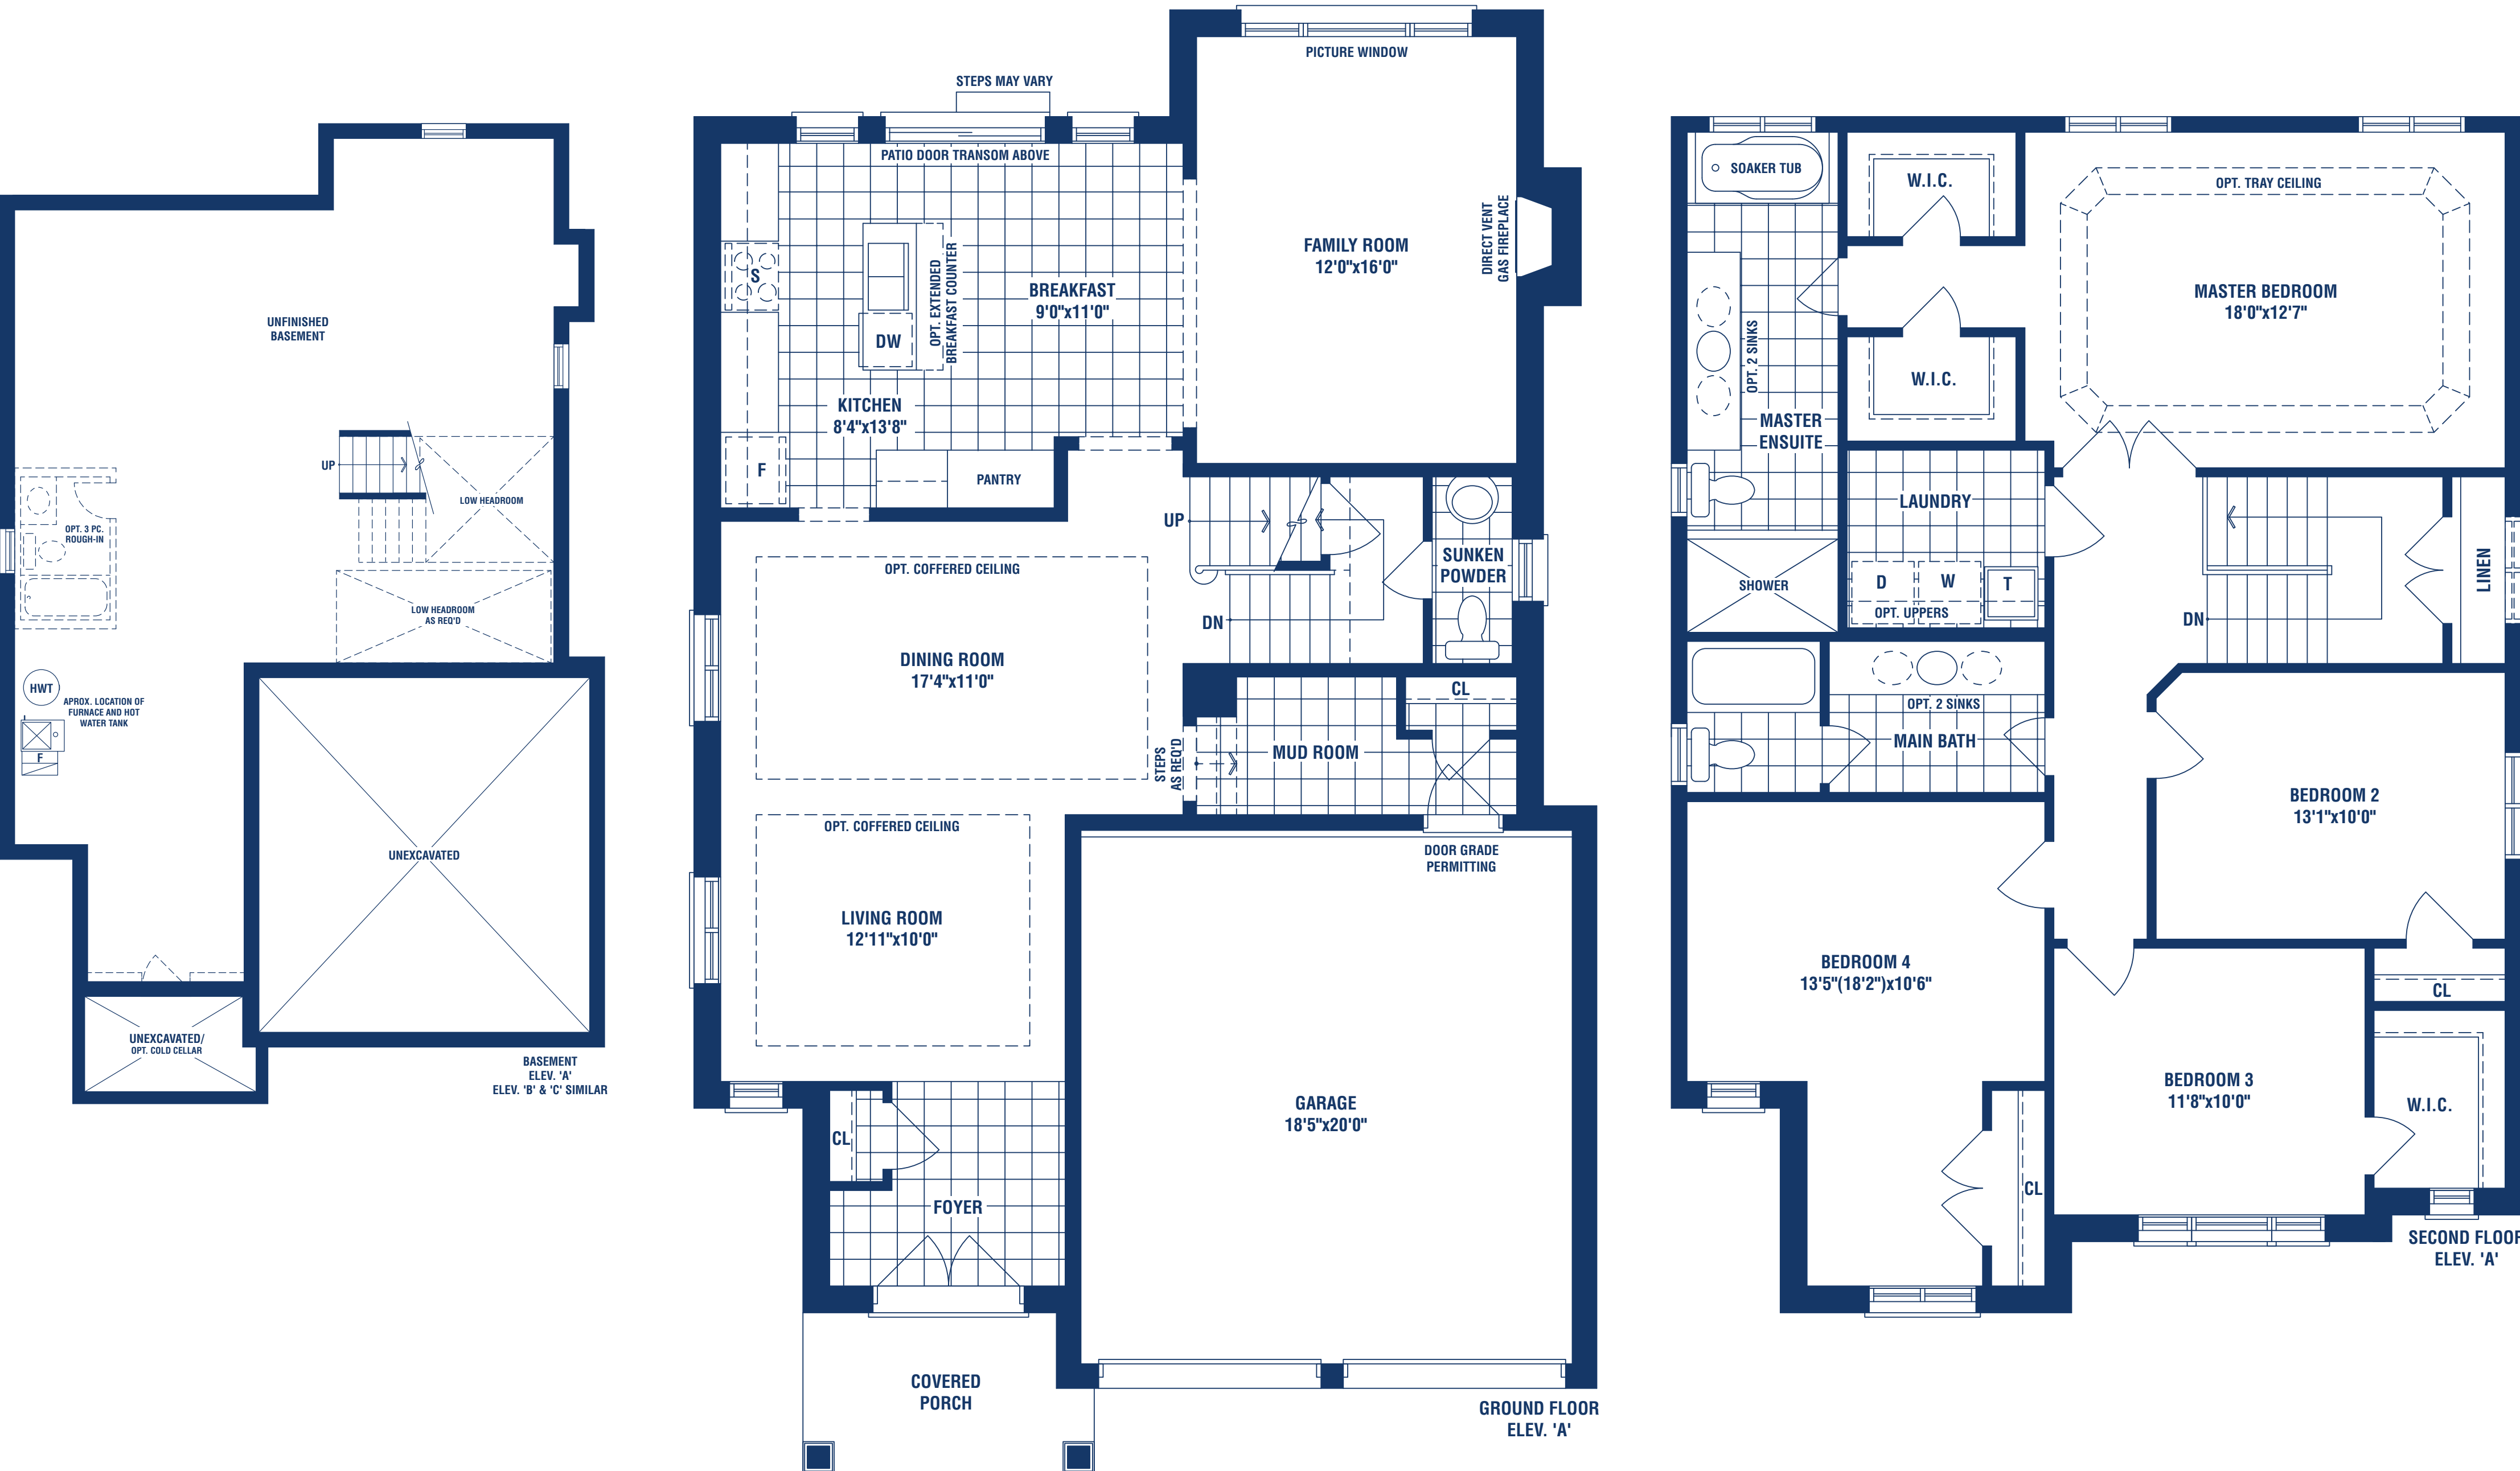 UNFINISHED
BASEMENT
UP
LOW HEADROOM
OPT. 3 PC.
ROUGH-IN
LOW HEADROOM
AS REQ'D
HWT
APROX. LOCATION OF
FURNACE AND HOT
WATER TANK
F
UNEXCAVATED
UNEXCAVATED/
OPT. COLD CELLAR
BASEMENT
ELEV. 'A'
ELEV. 'B' & 'C' SIMILAR
PICTURE WINDOW
STEPS MAY VARY
PATIO DOOR TRANSOM ABOVE
FAMILY ROOM
12'0"x16'0"
DIRECT VENT
GAS FIREPLACE
S
DW
OPT. EXTENDED
BREAKFAST COUNTER
BREAKFAST
9'0"x11'0"
KITCHEN
8'4"x13'8"
F
PANTRY
UP
DN
SUNKEN
POWDER
OPT. COFFERED CEILING
DINING ROOM
17'4"x11'0"
CL
STEPS
AS REQ'D
MUD ROOM
OPT. COFFERED CEILING
DOOR GRADE
PERMITTING
LIVING ROOM
12'11"x10'0"
GARAGE
18'5"x20'0"
CL
FOYER
COVERED
PORCH
GROUND FLOOR
ELEV. 'A'
SOAKER TUB
W.I.C.
OPT. TRAY CEILING
MASTER BEDROOM
18'0"x12'7"
OPT. 2 SINKS
W.I.C.
MASTER
ENSUITE
LAUNDRY
SHOWER
D
W
T
OPT. UPPERS
LINEN
DN
OPT. 2 SINKS
MAIN BATH
BEDROOM 2
13'1"x10'0"
BEDROOM 4
13'5"(18'2")x10'6"
CL
BEDROOM 3
11'8"x10'0"
W.I.C.
CL
SECOND FLOOR
ELEV. 'A'